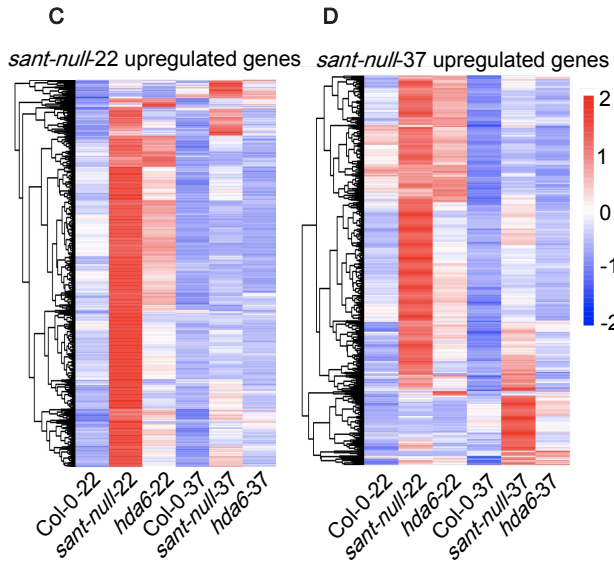 C
D
sant-null-22 upregulated genes
sant-null-37 upregulated genes
2
1
0
-1
-2
Col-0-22
sant-null-22
hda6-22
Col-0-37
sant-null-37
hda6-37
Col-0-22
sant-null-22
hda6-22
Col-0-37
sant-null-37
hda6-37